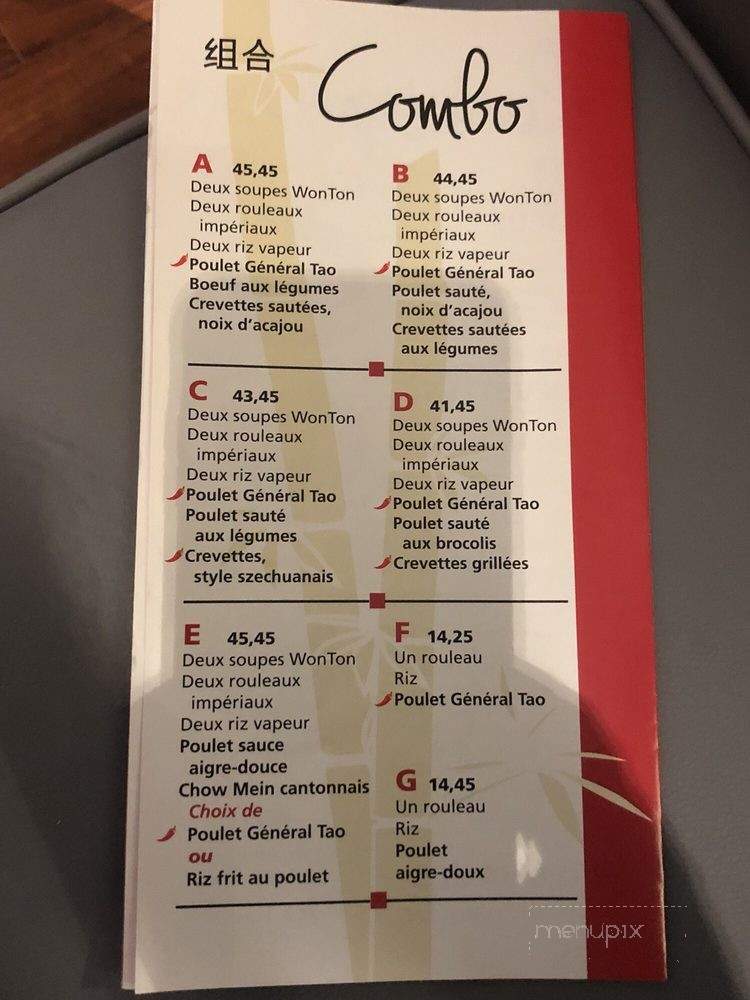 组合
Combo
A 45,45
Deux soupes WonTon
Deux rouleaux
impériaux
Deux riz vapeur
Poulet Général Tao
Boeuf aux légumes
Crevettes sautées,
noix d'acajou
B 44,45
Deux soupes WonTon
Deux rouleaux
impériaux
Deux riz vapeur
Poulet Général Tao
Poulet sauté,
noix d'acajou
Crevettes sautées
aux légumes
C 43,45
Deux soupes WonTon
Deux rouleaux
impériaux
Deux riz vapeur
Poulet Général Tao
Poulet sauté
aux légumes
Crevettes,
style szechuanais
D 41,45
Deux soupes WonTon
Deux rouleaux
impériaux
Deux riz vapeur
Poulet Général Tao
Poulet sauté
aux brocolis
Crevettes grillées
E 45,45
Deux soupes WonTon
Deux rouleaux
impériaux
Deux riz vapeur
Poulet sauce
aigre-douce
Chow Mein cantonnais
Choix de
Poulet Général Tao
ou
Riz frit au poulet
F 14,25
Un rouleau
Riz
Poulet Général Tao
G 14,45
Un rouleau
Riz
Poulet
aigre-doux
menupix